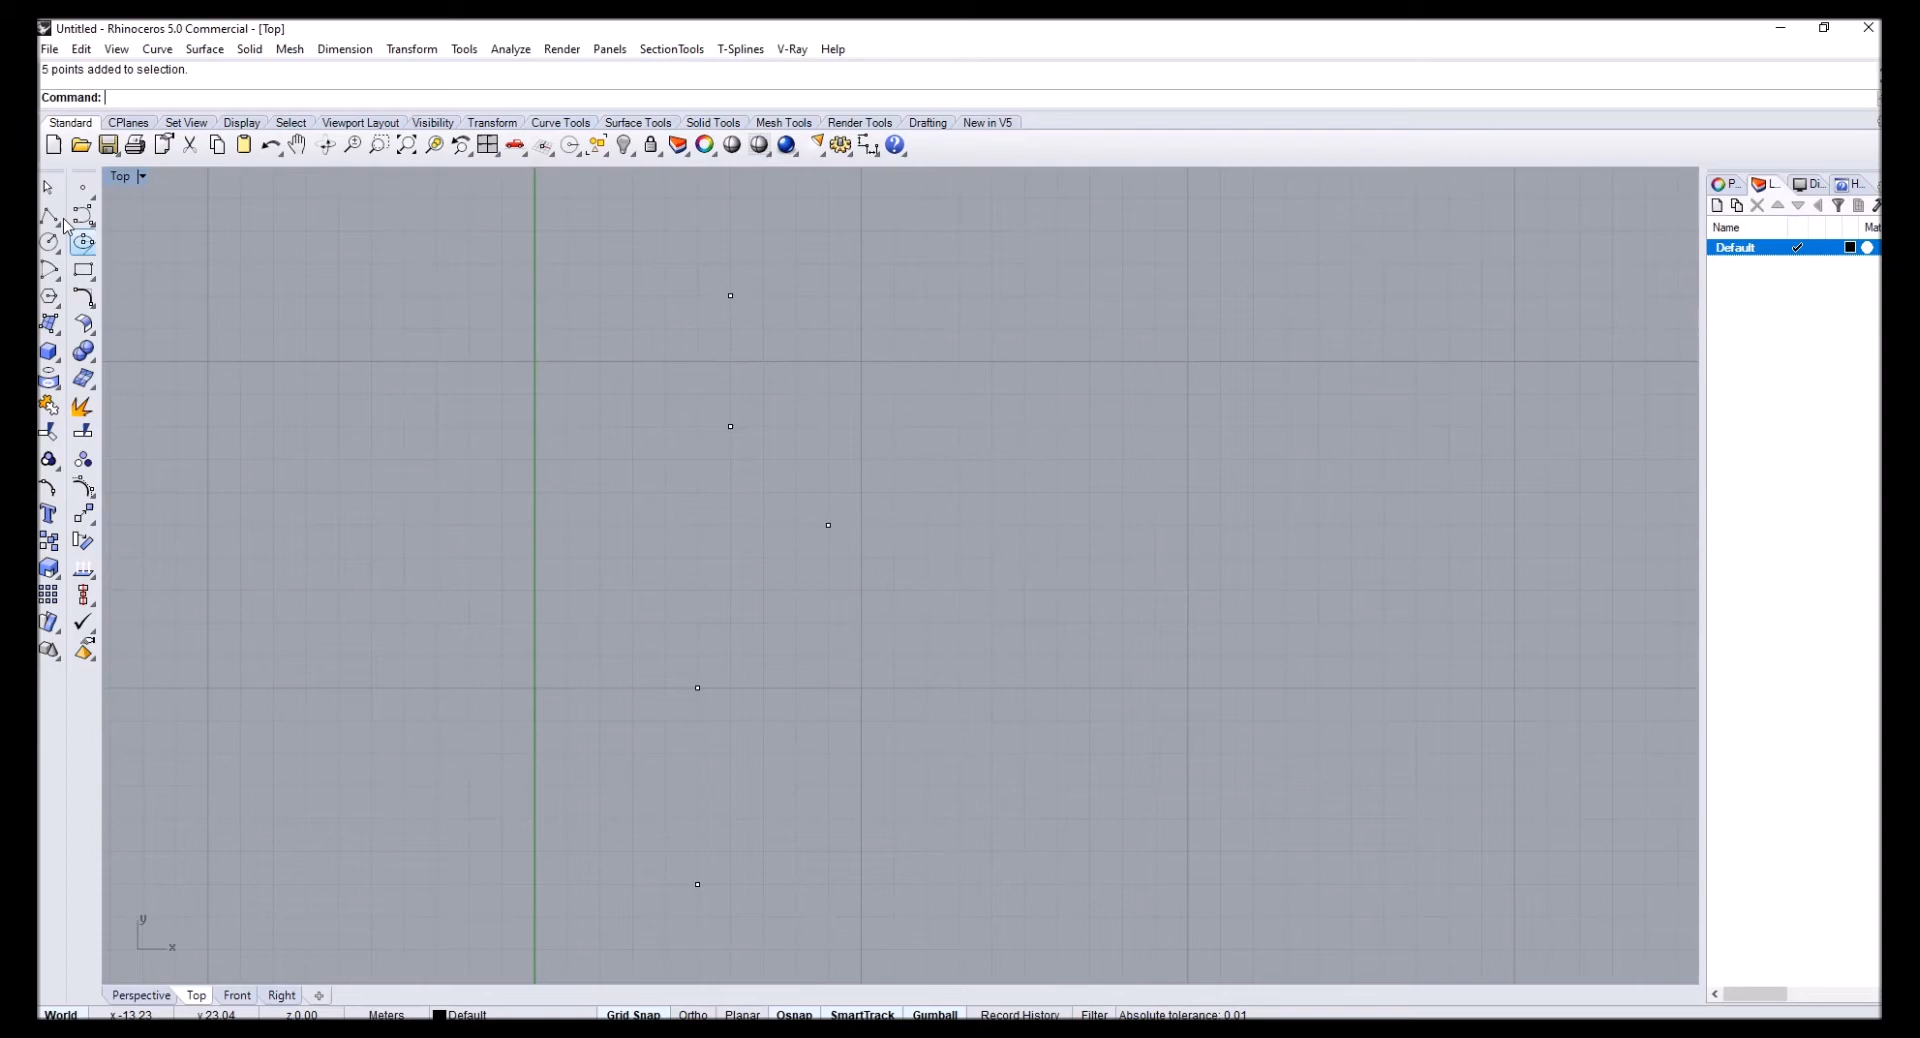 Untitled - Rhinoceros 5.0 Commercial - [Top]
File Edit View Curve Surface Solid Mesh Dimension Transform Tools Analyze Render Panels SectionTools T-Splines V-Ray Help
5 points added to selection.
Command:
Standard CPlanes Set View Display Select Viewport Layout Visibility Transform Curve Tools Surface Tools Solid Tools Mesh Tools Render Tools Drafting New in V5
Top
P... L... Di... H...
Name Mat
Default
y
x
Perspective Top Front Right
World x -13.23 y 23.04 z 0.00 Meters Default Grid Snap Ortho Planar Osnap SmartTrack Gumball Record History Filter Absolute tolerance: 0.01